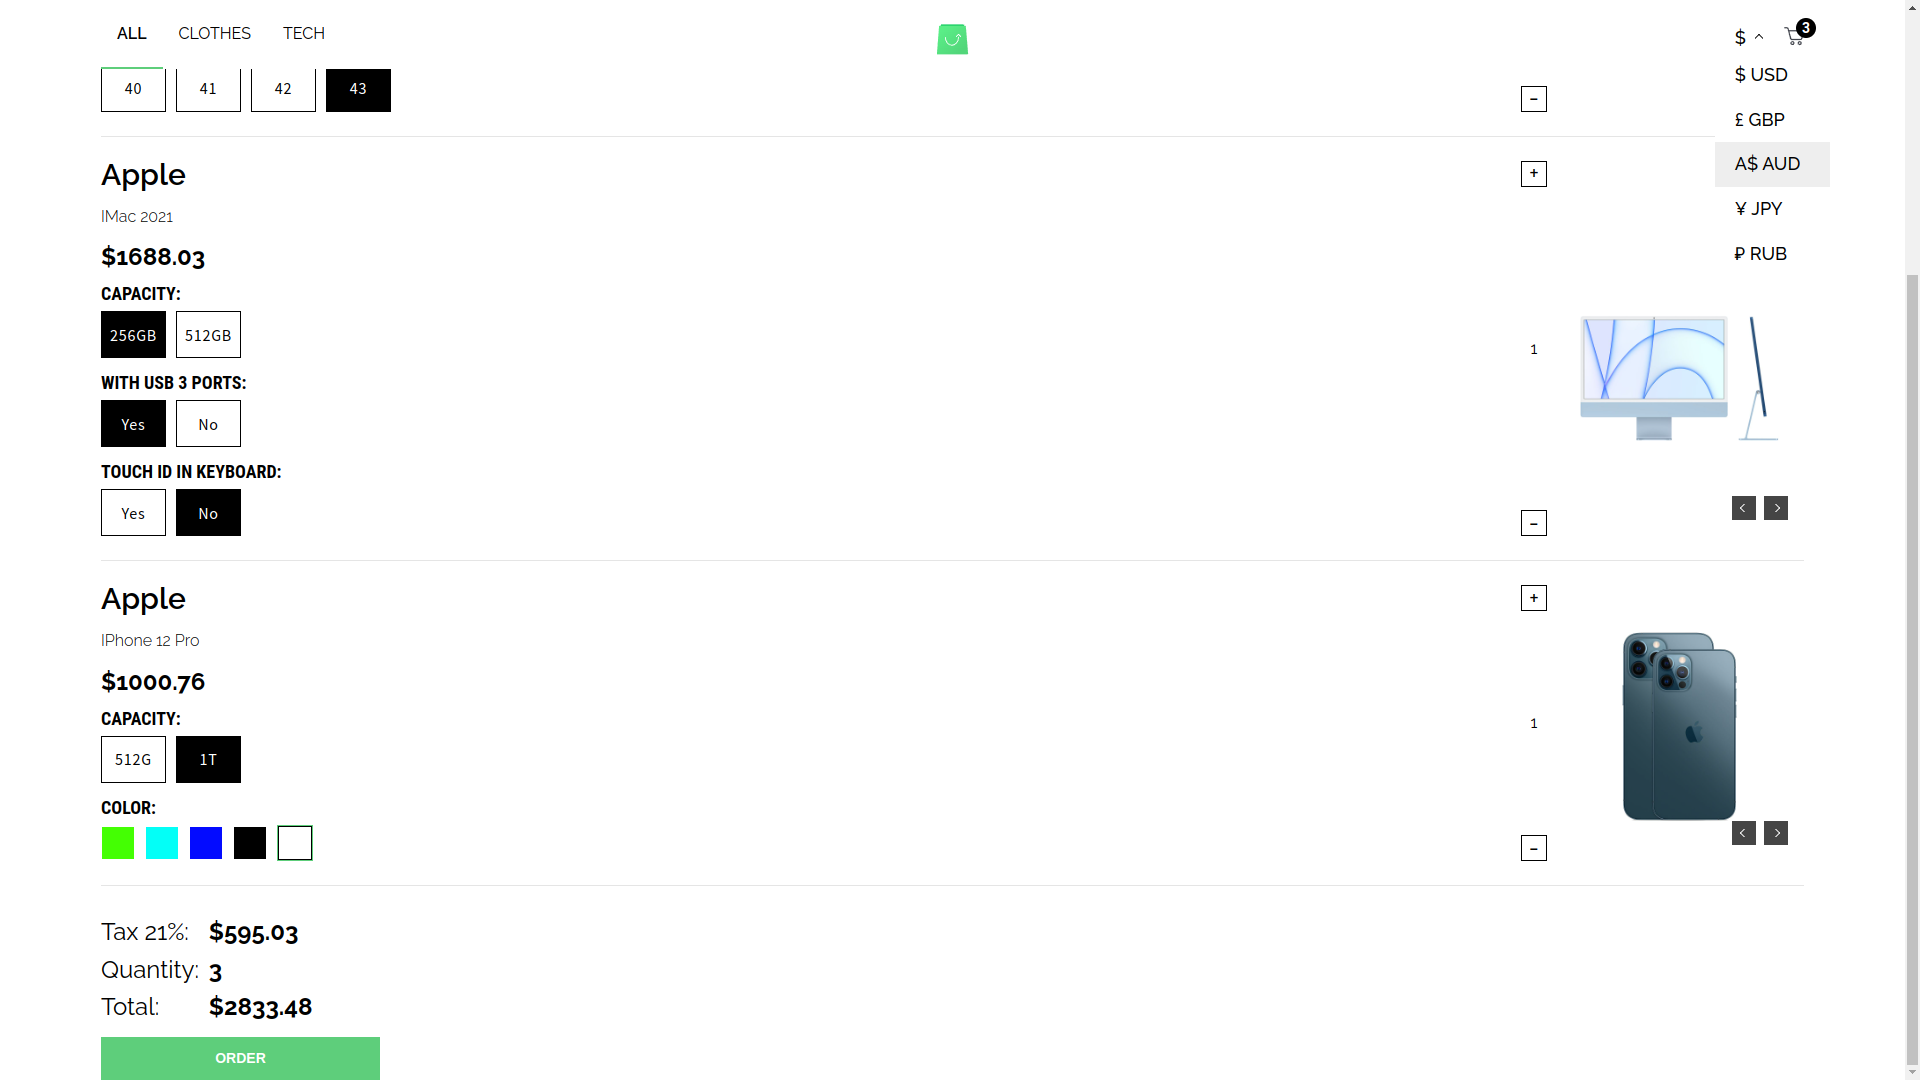 ALL CLOTHES TECH $ 3
$ USD
40 41 42 43 -
£ GBP
A$ AUD
Apple +
¥ JPY
IMac 2021
₽ RUB
$1688.03
CAPACITY:
256GB 512GB
1
WITH USB 3 PORTS:
Yes No
TOUCH ID IN KEYBOARD:
Yes No
< >
-
Apple +
IPhone 12 Pro
$1000.76
CAPACITY:
1
512G 1T
COLOR:
< >
-
Tax 21%: $595.03
Quantity: 3
Total: $2833.48
ORDER